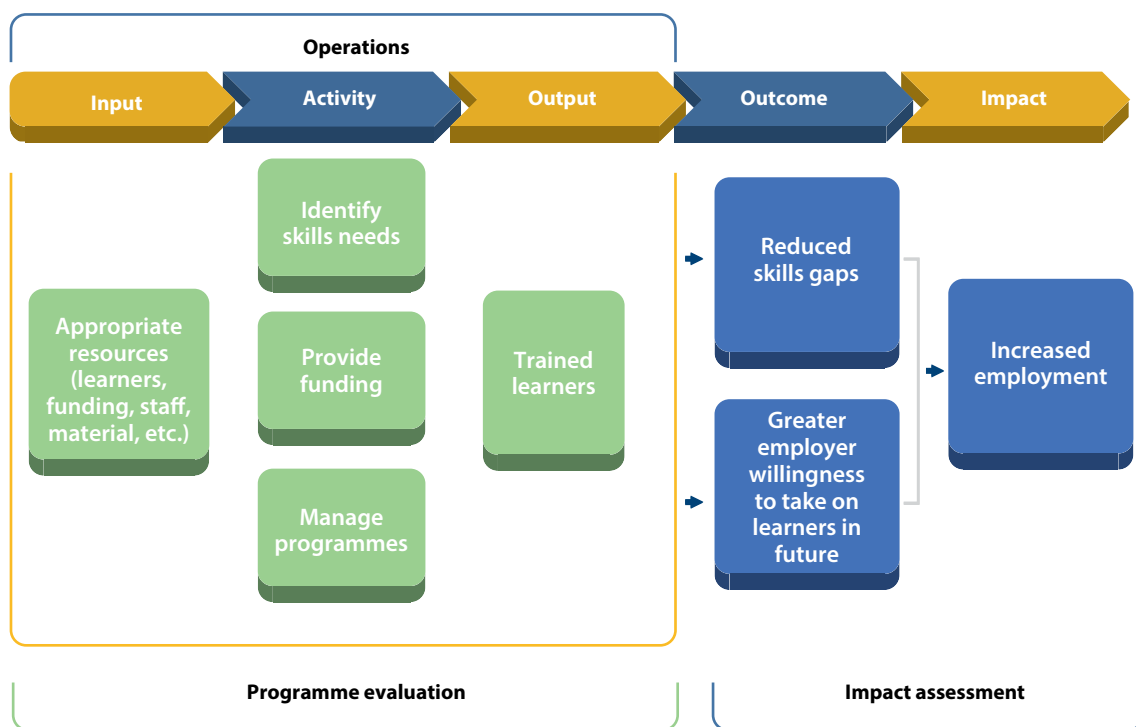 Operations
Input
Activity
Output
Outcome
Impact
Appropriate
resources
(learners,
funding, staff,
material, etc.)
Identify
skills needs
Provide
funding
Manage
programmes
Trained
learners
Reduced
skills gaps
Greater
employer
willingness
to take on
learners in
future
Increased
employment
Programme evaluation
Impact assessment